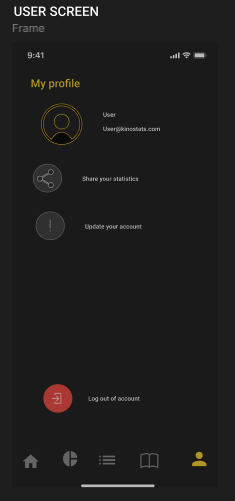 USER SCREEN
Frame
9:41
My profile
User
User@kinostats.com
Share your statistics
Update your account
Log out of account